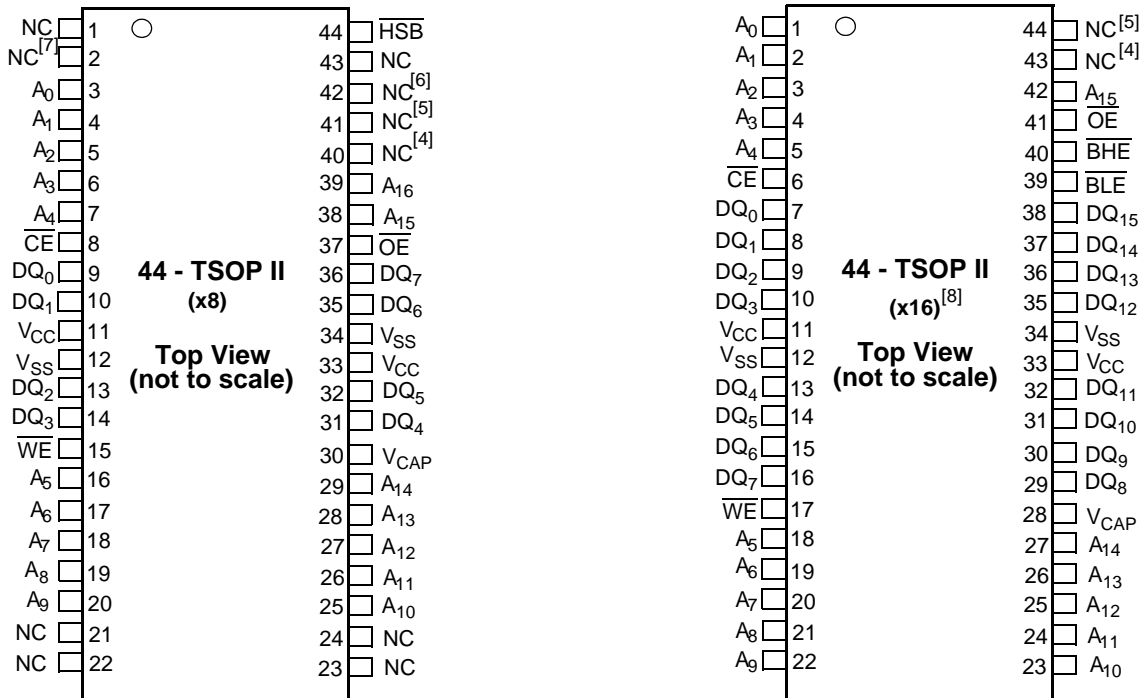 NC 1
NC[7] 2
A0 3
A1 4
A2 5
A3 6
A4 7
C̅E̅ 8
DQ0 9
DQ1 10
VCC 11
VSS 12
DQ2 13
DQ3 14
W̅E̅ 15
A5 16
A6 17
A7 18
A8 19
A9 20
NC 21
NC 22
44 - TSOP II
(x8)
Top View
(not to scale)
44 H̅S̅B̅
43 NC
42 NC[6]
41 NC[5]
40 NC[4]
39 A16
38 A15
37 O̅E̅
36 DQ7
35 DQ6
34 VSS
33 VCC
32 DQ5
31 DQ4
30 VCAP
29 A14
28 A13
27 A12
26 A11
25 A10
24 NC
23 NC
A0 1
A1 2
A2 3
A3 4
A4 5
C̅E̅ 6
DQ0 7
DQ1 8
DQ2 9
DQ3 10
VCC 11
VSS 12
DQ4 13
DQ5 14
DQ6 15
DQ7 16
W̅E̅ 17
A5 18
A6 19
A7 20
A8 21
A9 22
44 - TSOP II
(x16)[8]
Top View
(not to scale)
44 NC[5]
43 NC[4]
42 A15
41 O̅E̅
40 B̅H̅E̅
39 B̅L̅E̅
38 DQ15
37 DQ14
36 DQ13
35 DQ12
34 VSS
33 VCC
32 DQ11
31 DQ10
30 DQ9
29 DQ8
28 VCAP
27 A14
26 A13
25 A12
24 A11
23 A10